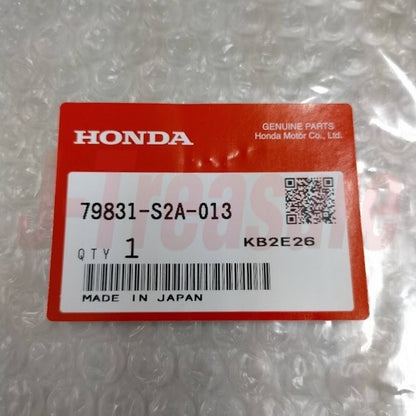 HONDA
GENUINE PARTS
Honda Motor Co., Ltd.
79831-S2A-013
QTY 1
KB2E26
MADE IN JAPAN